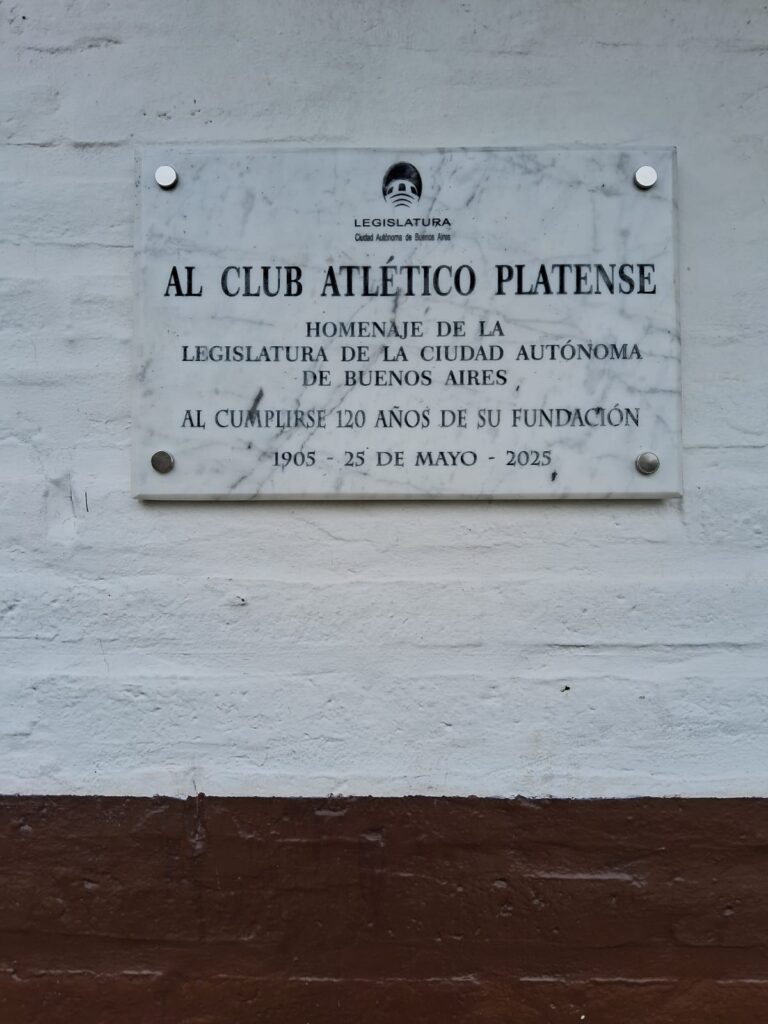 LEGISLATURA
Ciudad Autónoma de Buenos Aires
AL CLUB ATLÉTICO PLATENSE
HOMENAJE DE LA
LEGISLATURA DE LA CIUDAD AUTÓNOMA
DE BUENOS AIRES
AL CUMPLIRSE 120 AÑOS DE SU FUNDACIÓN
1905 - 25 DE MAYO - 2025